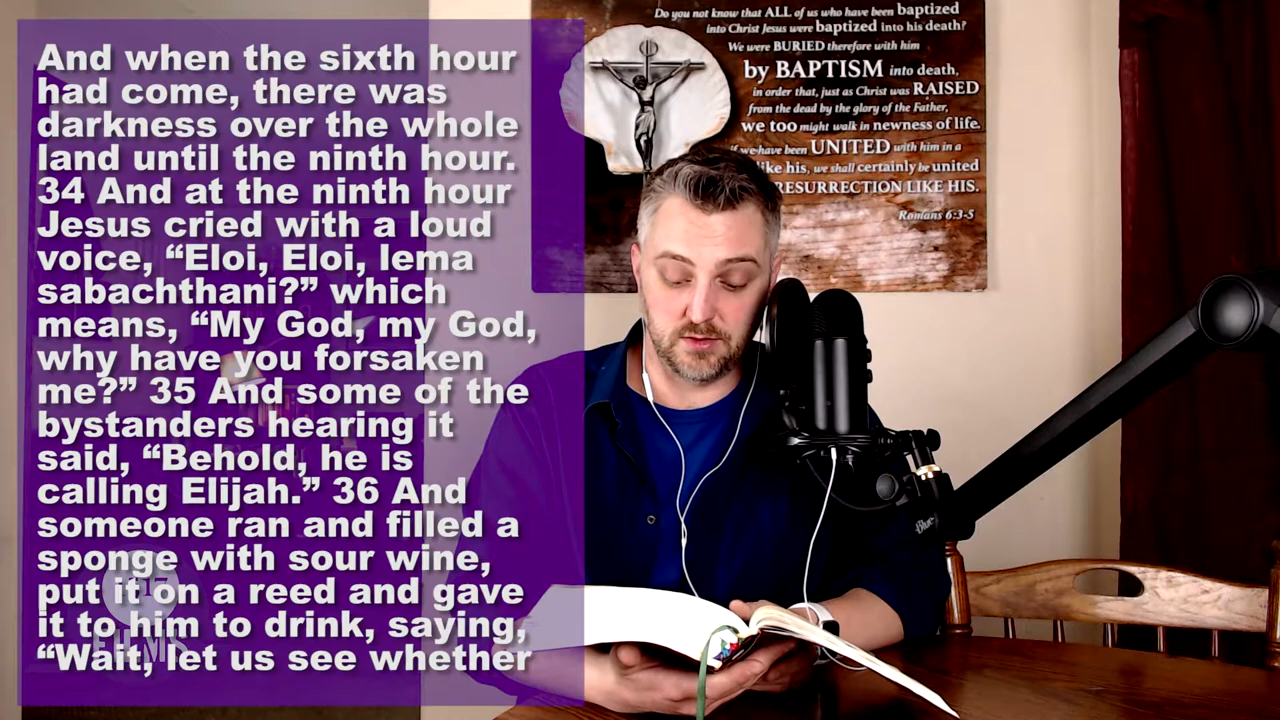 And when the sixth hour
had come, there was
darkness over the whole
land until the ninth hour.
34 And at the ninth hour
Jesus cried with a loud
voice, “Eloi, Eloi, lema
sabachthani?” which
means, “My God, my God,
why have you forsaken
me?” 35 And some of the
bystanders hearing it
said, “Behold, he is
calling Elijah.” 36 And
someone ran and filled a
sponge with sour wine,
put it on a reed and gave
it to him to drink, saying,
“Wait, let us see whether
Do you not know that ALL of us who have been baptized
into Christ Jesus were baptized into his death?
We were BURIED therefore with him
by BAPTISM into death,
in order that, just as Christ was RAISED
from the dead by the glory of the Father,
we too might walk in newness of life.
if we have been UNITED with him in a
like his, we shall certainly be united
RESURRECTION LIKE HIS.
Romans 6:3-5
Blue